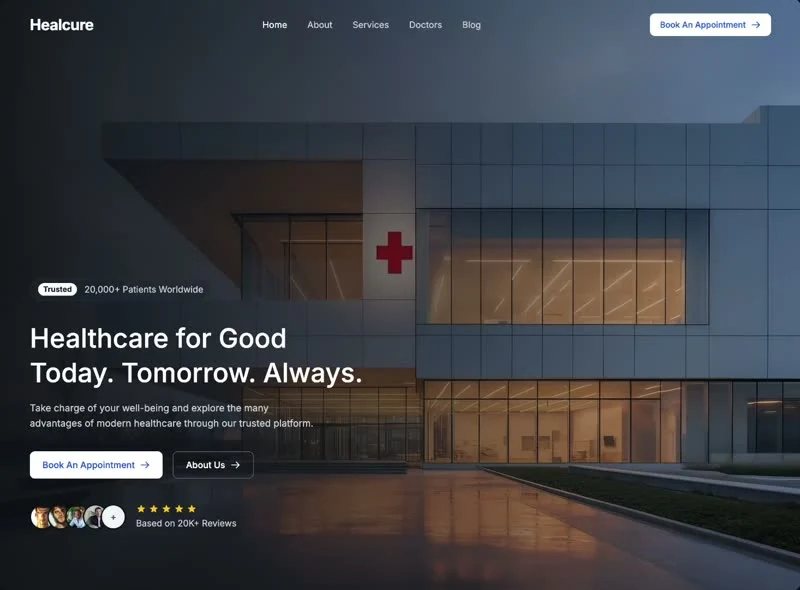 Healcure
Home
About
Services
Doctors
Blog
Book An Appointment
Trusted
20,000+ Patients Worldwide
Healthcare for Good
Today. Tomorrow. Always.
Take charge of your well-being and explore the many
advantages of modern healthcare through our trusted platform.
Book An Appointment
About Us
+
Based on 20K+ Reviews